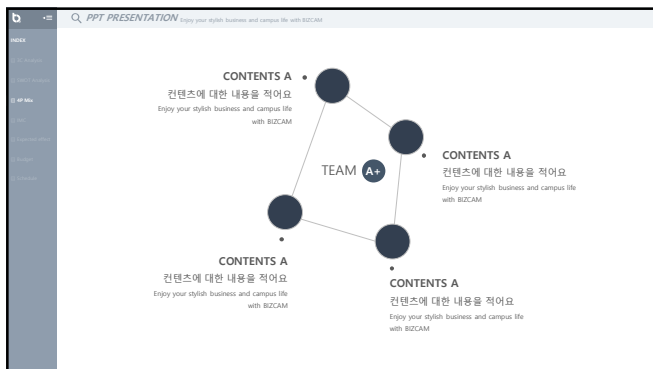 PPT PRESENTATION Enjoy your stylish business and campus life with BIZCAM
INDEX
4P Mix
CONTENTS A
컨텐츠에 대한 내용을 적어요
Enjoy your stylish business and campus life
with BIZCAM
CONTENTS A
컨텐츠에 대한 내용을 적어요
Enjoy your stylish business and campus life
with BIZCAM
TEAM A+
CONTENTS A
컨텐츠에 대한 내용을 적어요
Enjoy your stylish business and campus life
with BIZCAM
CONTENTS A
컨텐츠에 대한 내용을 적어요
Enjoy your stylish business and campus life
with BIZCAM